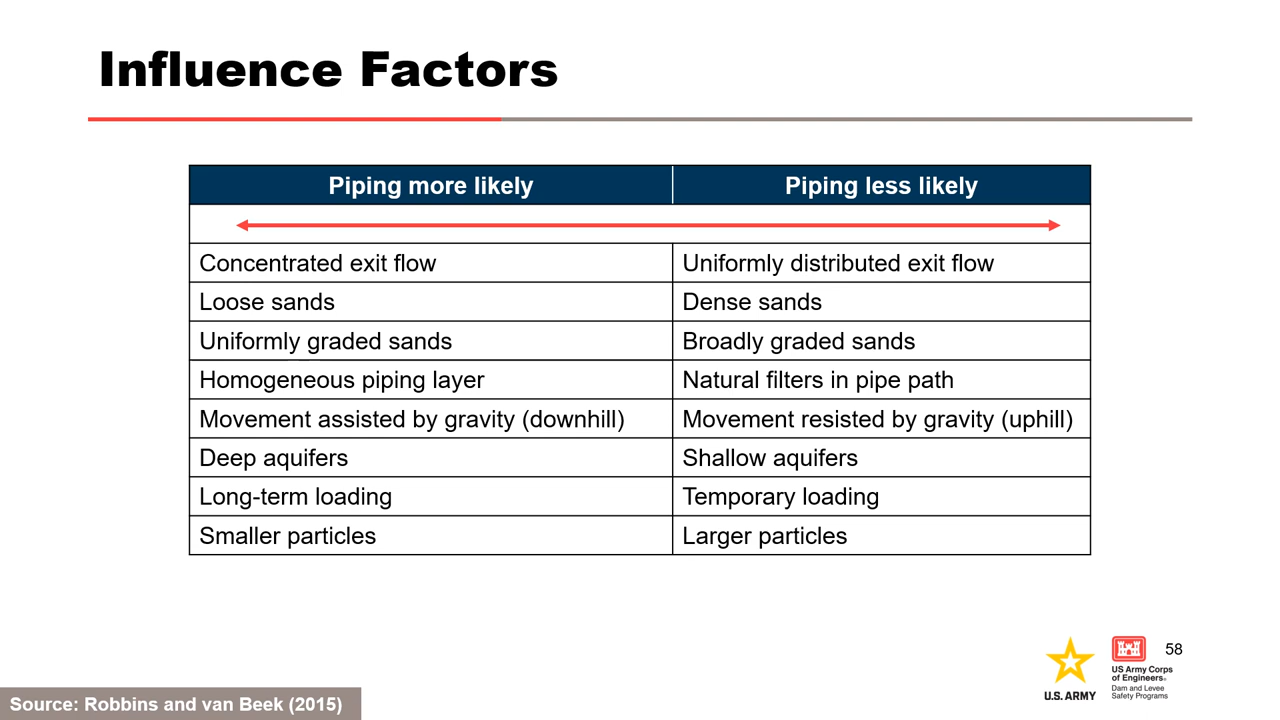 Influence Factors
Piping more likely Piping less likely
Concentrated exit flow Uniformly distributed exit flow
Loose sands Dense sands
Uniformly graded sands Broadly graded sands
Homogeneous piping layer Natural filters in pipe path
Movement assisted by gravity (downhill) Movement resisted by gravity (uphill)
Deep aquifers Shallow aquifers
Long-term loading Temporary loading
Smaller particles Larger particles
58
U.S. ARMY
US Army Corps
of Engineers®
Dam and Levee
Safety Programs
Source: Robbins and van Beek (2015)